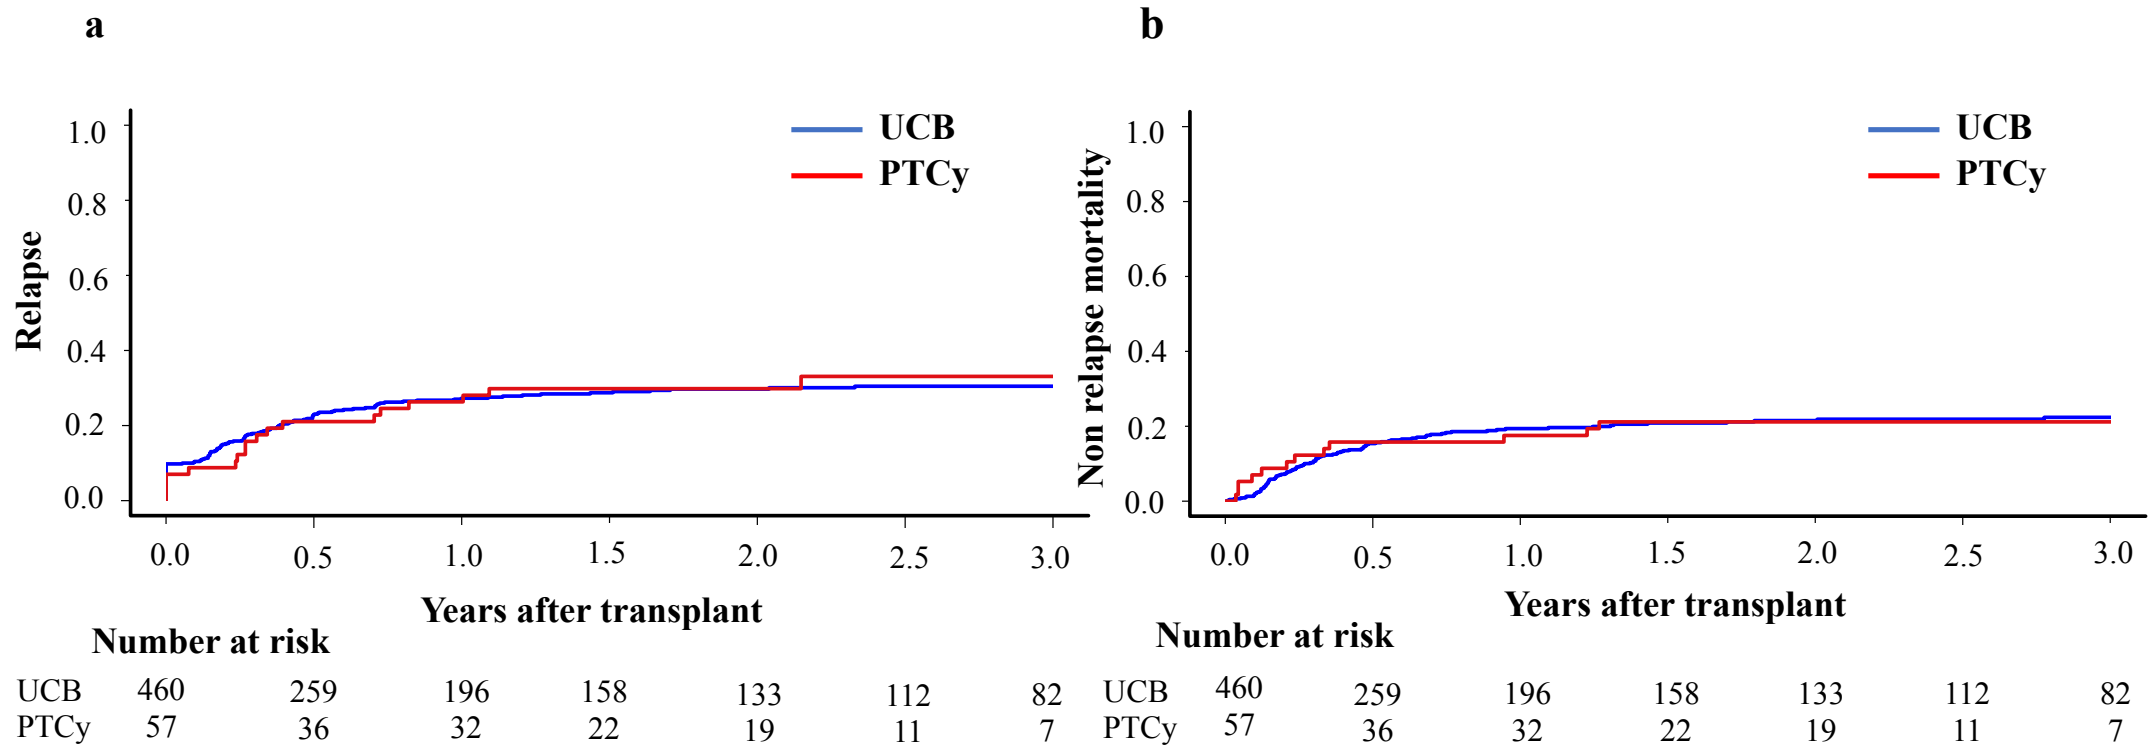 a
Relapse
1.0
0.8
0.6
0.4
0.2
0.0
UCB
PTCy
0.0 0.5 1.0 1.5 2.0 2.5 3.0
Years after transplant
Number at risk
UCB 460 259 196 158 133 112 82
PTCy 57 36 32 22 19 11 7
b
Non relapse mortality
1.0
0.8
0.6
0.4
0.2
0.0
UCB
PTCy
0.0 0.5 1.0 1.5 2.0 2.5 3.0
Years after transplant
Number at risk
UCB 460 259 196 158 133 112 82
PTCy 57 36 32 22 19 11 7